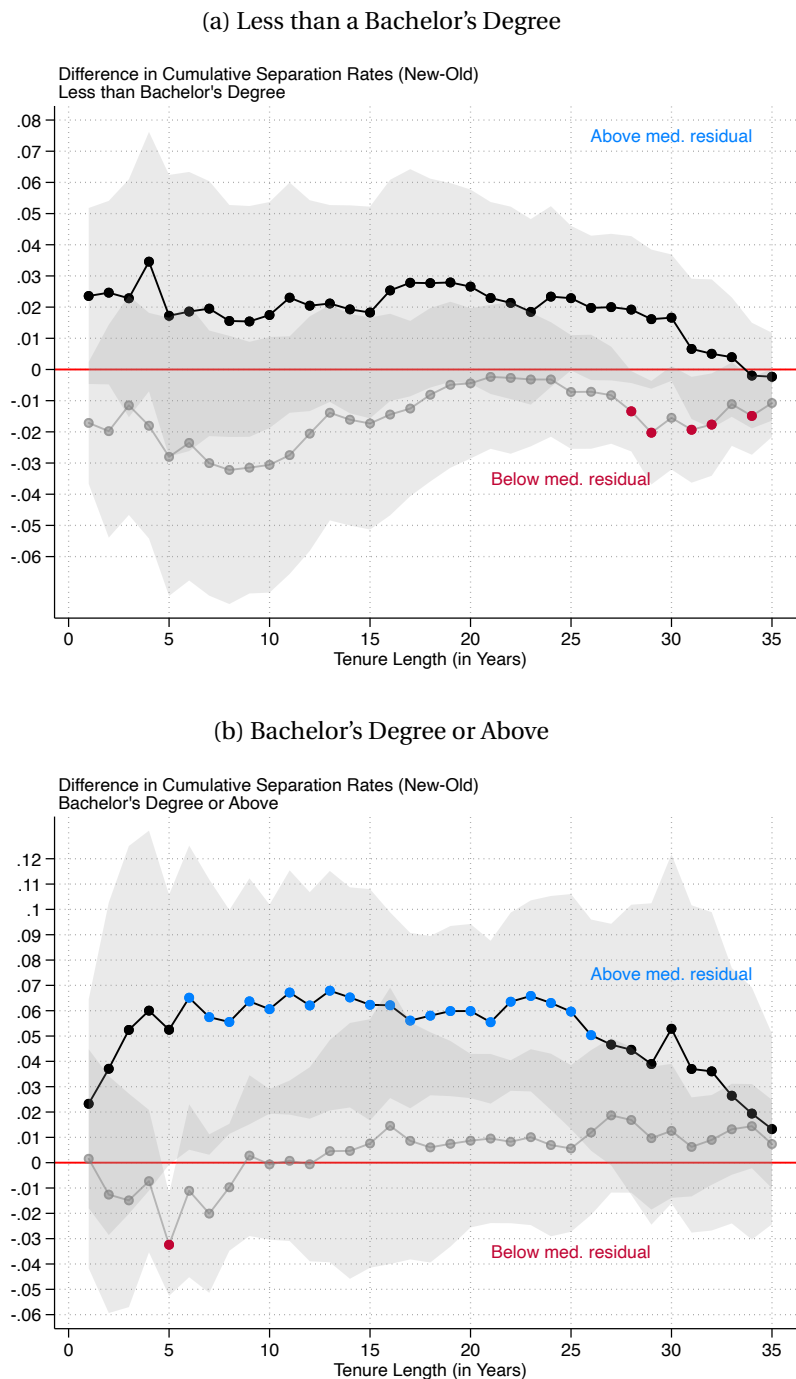 (a) Less than a Bachelor's Degree
Difference in Cumulative Separation Rates (New-Old)
Less than Bachelor's Degree
.08
Above med. residual
.07
.06
.05
.04
.03
.02
.01
0
-.01
-.02
-.03
Below med. residual
-.04
-.05
-.06
0 5 10 15 20 25 30 35
Tenure Length (in Years)
(b) Bachelor's Degree or Above
Difference in Cumulative Separation Rates (New-Old)
Bachelor's Degree or Above
.12
.11
.1
.09
.08
Above med. residual
.07
.06
.05
.04
.03
.02
.01
0
-.01
-.02
-.03
Below med. residual
-.04
-.05
-.06
0 5 10 15 20 25 30 35
Tenure Length (in Years)